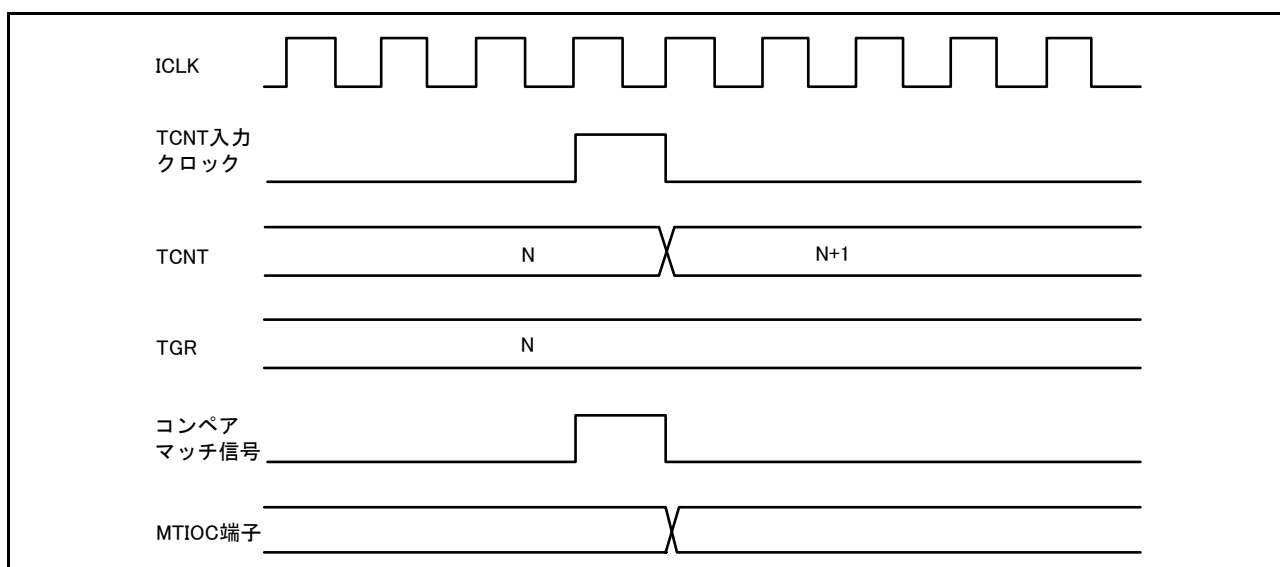 ICLK
TCNT入力
クロック
TCNT
N
N+1
TGR
N
コンペア
マッチ信号
MTIOC端子